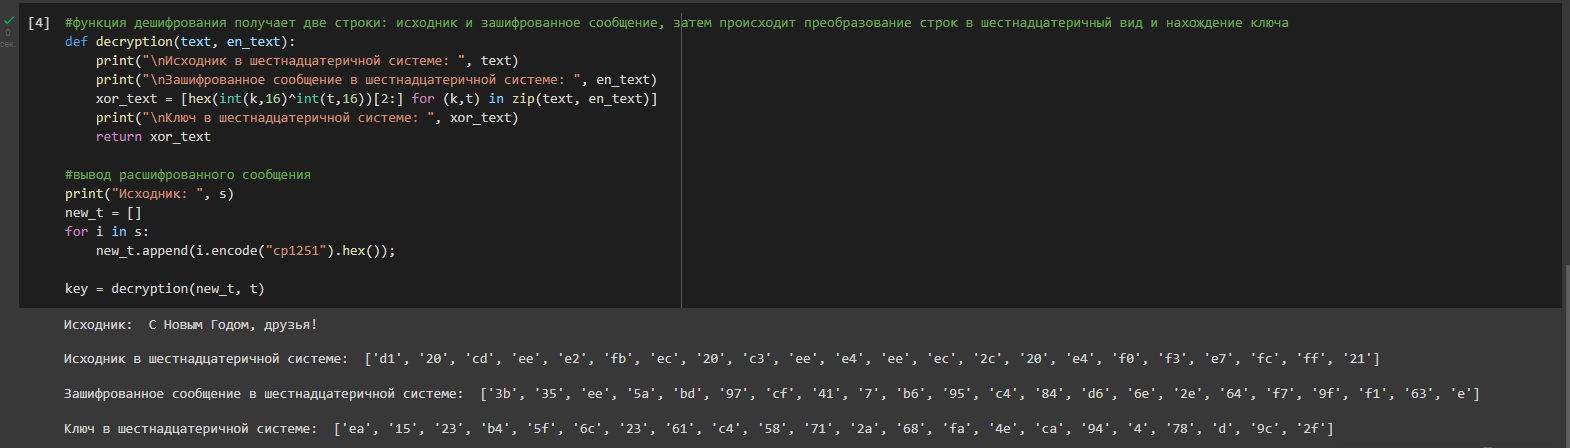 [4] #функция дешифрования получает две строки: исходник и зашифрованное сообщение, затем происходит преобразование строк в шестнадцатеричный вид и нахождение ключа
0
сек.
def decryption(text, en_text):
    print("\nИсходник в шестнадцатеричной системе: ", text)
    print("\nЗашифрованное сообщение в шестнадцатеричной системе: ", en_text)
    xor_text = [hex(int(k,16)^int(t,16))[2:] for (k,t) in zip(text, en_text)]
    print("\nКлюч в шестнадцатеричной системе: ", xor_text)
    return xor_text
#вывод расшифрованного сообщения
print("Исходник: ", s)
new_t = []
for i in s:
    new_t.append(i.encode("cp1251").hex());
key = decryption(new_t, t)
Исходник:  С Новым Годом, друзья!
Исходник в шестнадцатеричной системе:  ['d1', '20', 'cd', 'ee', 'e2', 'fb', 'ec', '20', 'c3', 'ee', 'e4', 'ee', 'ec', '2c', '20', 'e4', 'f0', 'f3', 'e7', 'fc', 'ff', '21']
Зашифрованное сообщение в шестнадцатеричной системе:  ['3b', '35', 'ee', '5a', 'bd', '97', 'cf', '41', '7', 'b6', '95', 'c4', '84', 'd6', '6e', '2e', '64', 'f7', '9f', 'f1', '63', 'e']
Ключ в шестнадцатеричной системе:  ['ea', '15', '23', 'b4', '5f', '6c', '23', '61', 'c4', '58', '71', '2a', '68', 'fa', '4e', 'ca', '94', '4', '78', 'd', '9c', '2f']